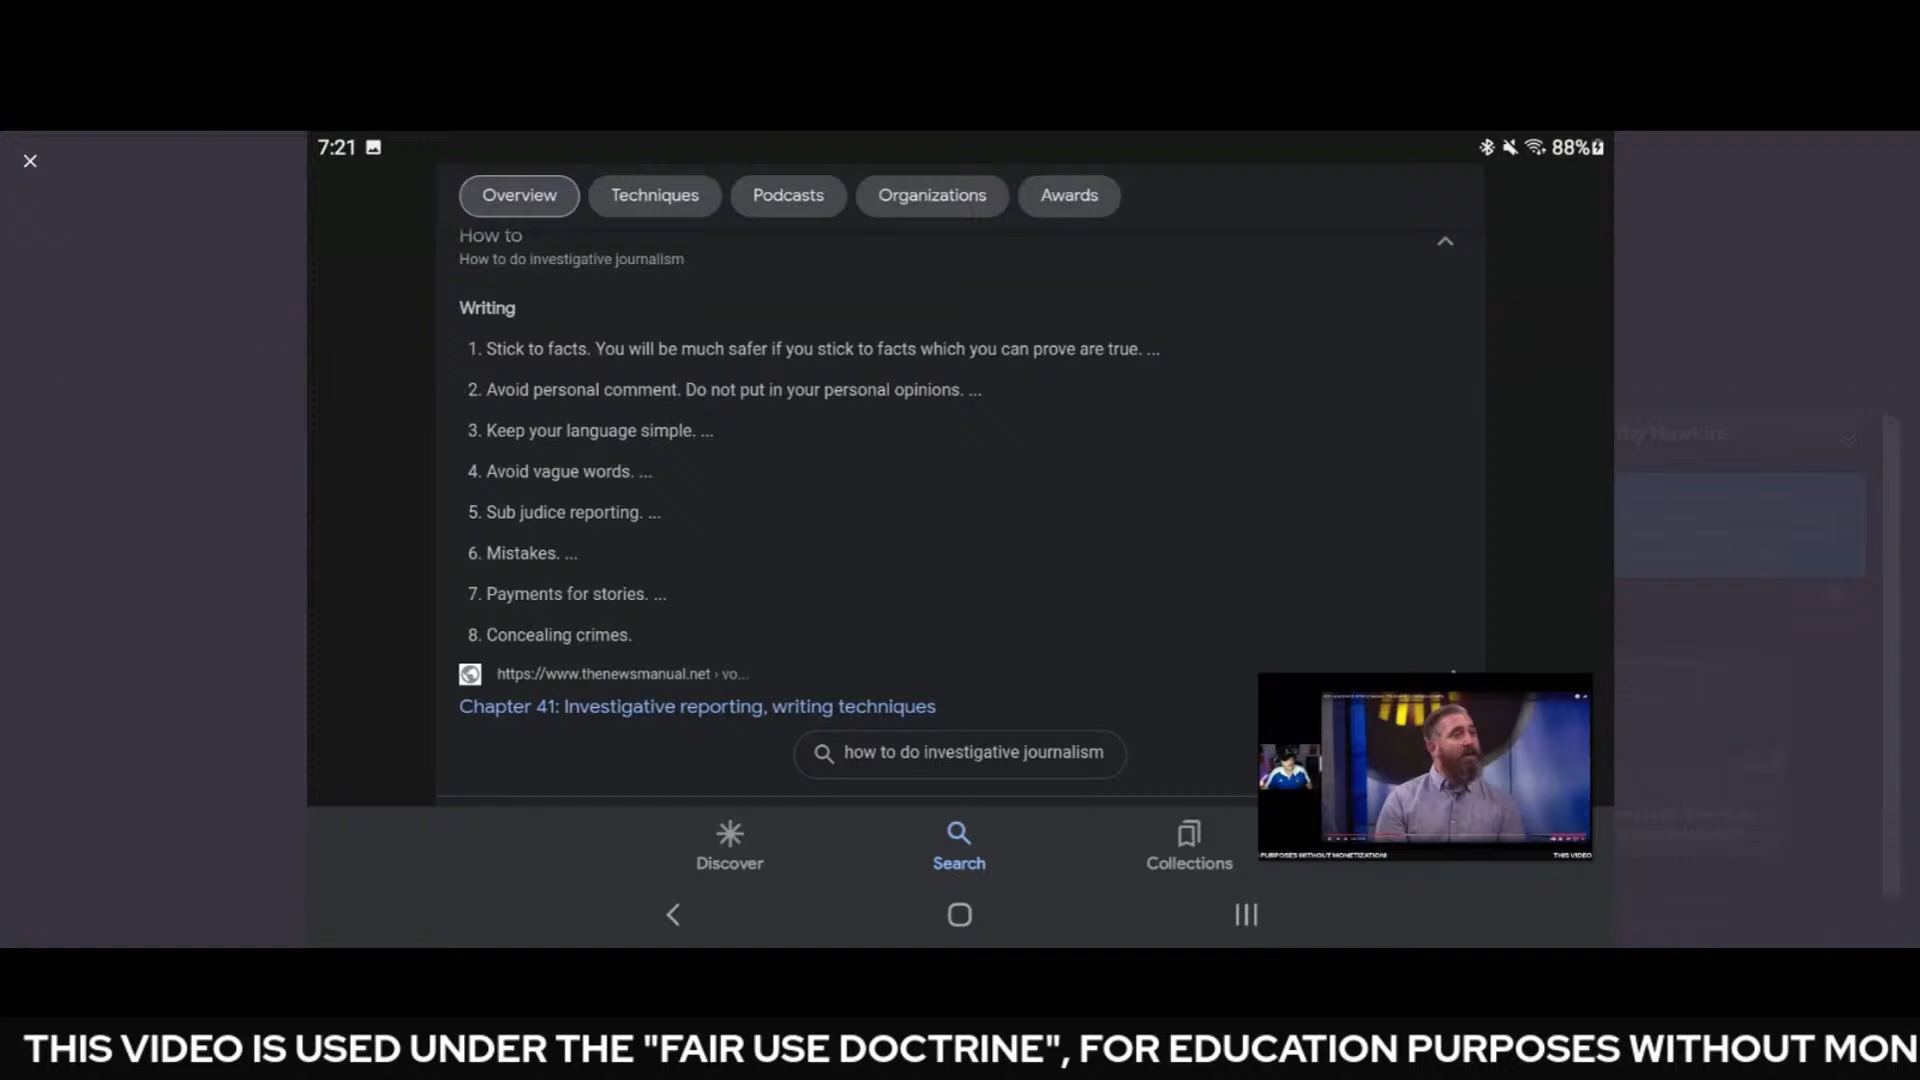 7:21
88%
Overview
Techniques
Podcasts
Organizations
Awards
How to
How to do investigative journalism
Writing
1. Stick to facts. You will be much safer if you stick to facts which you can prove are true. ...
2. Avoid personal comment. Do not put in your personal opinions. ...
3. Keep your language simple. ...
4. Avoid vague words. ...
5. Sub judice reporting. ...
6. Mistakes. ...
7. Payments for stories. ...
8. Concealing crimes.
https://www.thenewsmanual.net › vo...
Chapter 41: Investigative reporting, writing techniques
how to do investigative journalism
PURPOSES WITHOUT MONETIZATION!
THIS VIDEO
Discover
Search
Collections
THIS VIDEO IS USED UNDER THE "FAIR USE DOCTRINE", FOR EDUCATION PURPOSES WITHOUT MON